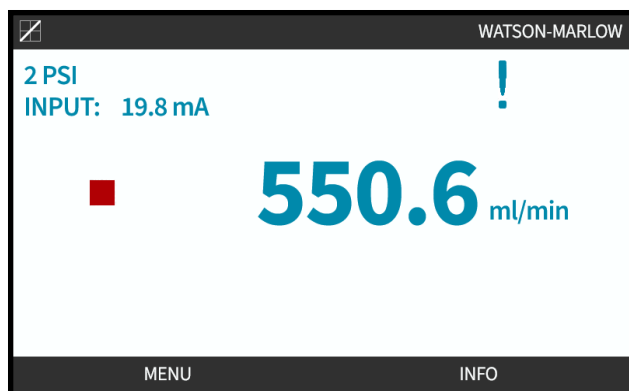 WATSON-MARLOW
2 PSI
INPUT: 19.8 mA
!
550.6 ml/min
MENU INFO